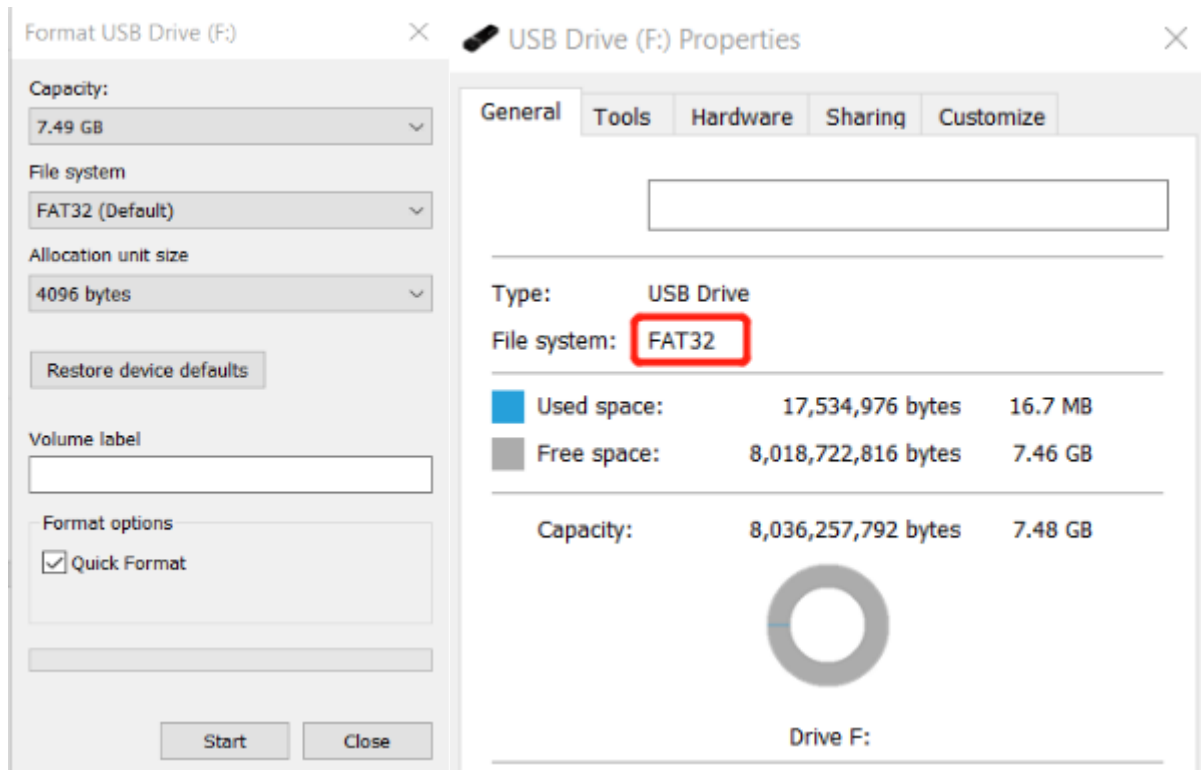 Format USB Drive (F:)
Capacity:
7.49 GB
File system
FAT32 (Default)
Allocation unit size
4096 bytes
Restore device defaults
Volume label
Format options
Quick Format
Start
Close
USB Drive (F:) Properties
General
Tools
Hardware
Sharing
Customize
Type: USB Drive
File system: FAT32
Used space: 17,534,976 bytes 16.7 MB
Free space: 8,018,722,816 bytes 7.46 GB
Capacity: 8,036,257,792 bytes 7.48 GB
Drive F: